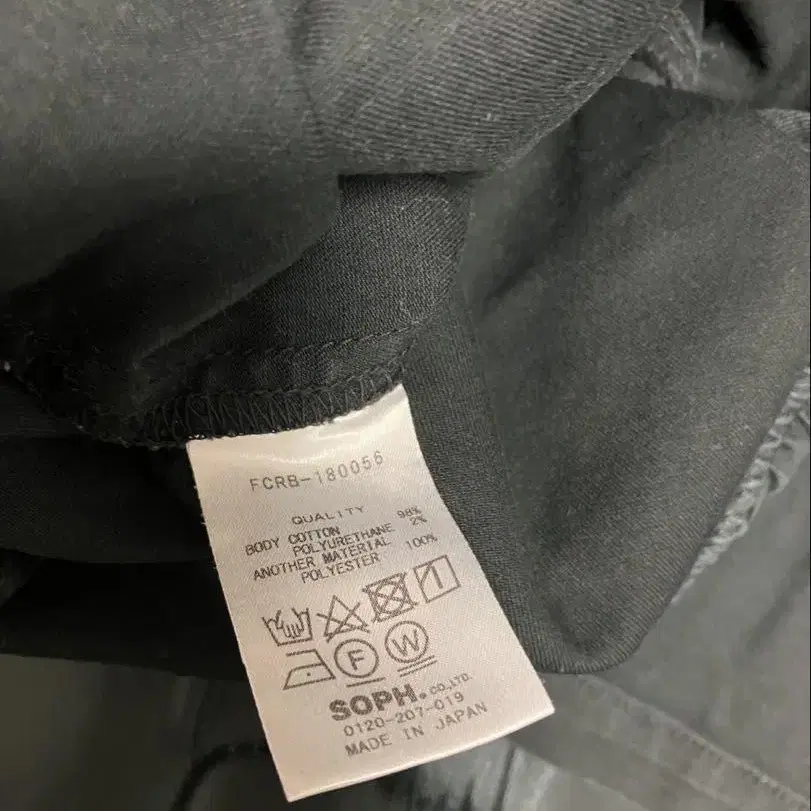 FCRB-180056
QUALITY
BODY COTTON 98%
POLYURETHANE 2%
ANOTHER MATERIAL
POLYESTER 100%
F W
SOPH. CO.,LTD.
0120-207-019
MADE IN JAPAN